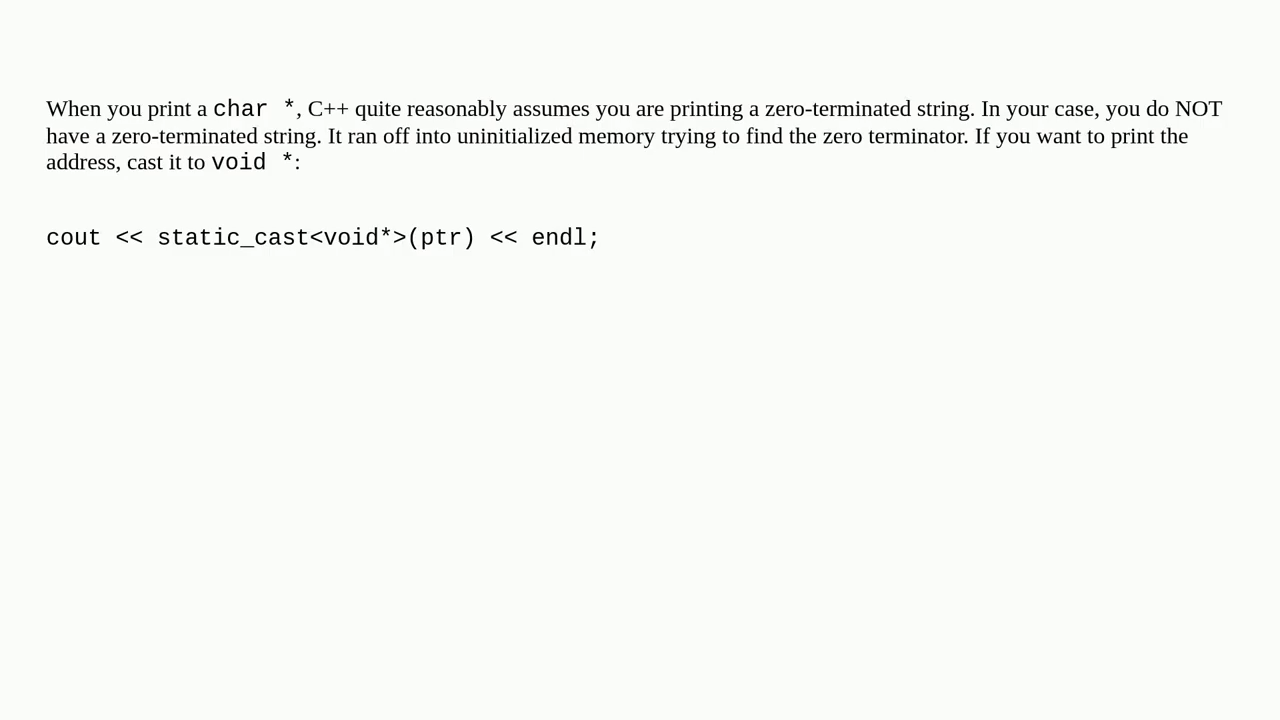 When you print a char *, C++ quite reasonably assumes you are printing a zero-terminated string. In your case, you do NOT
have a zero-terminated string. It ran off into uninitialized memory trying to find the zero terminator. If you want to print the
address, cast it to void *:
cout << static_cast<void*>(ptr) << endl;